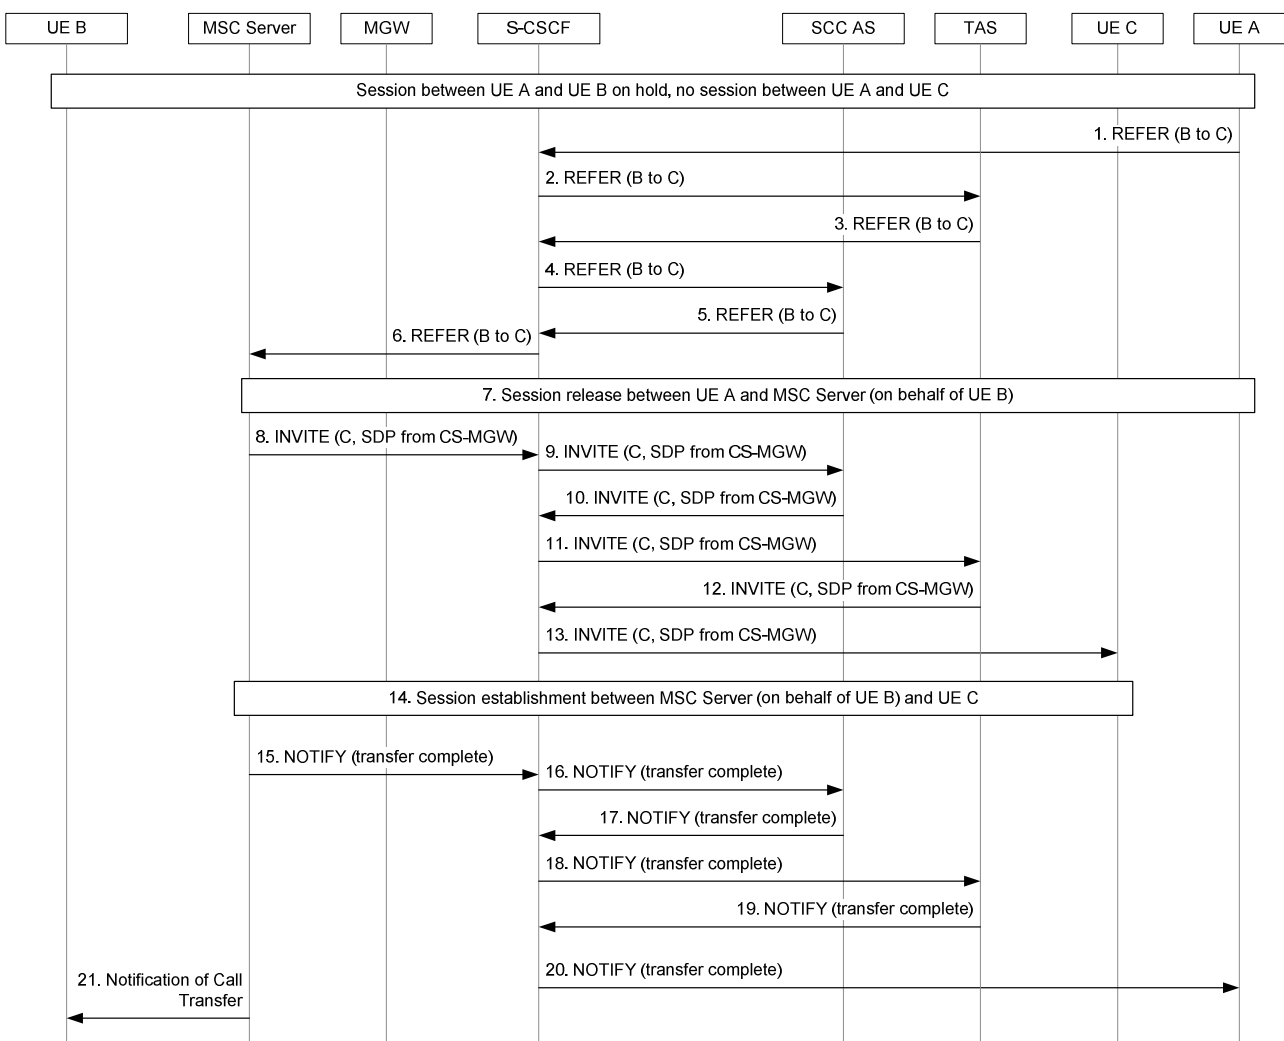 UE B
MSC Server
MGW
S-CSCF
SCC AS
TAS
UE C
UE A
Session between UE A and UE B on hold, no session between UE A and UE C
1. REFER (B to C)
2. REFER (B to C)
3. REFER (B to C)
4. REFER (B to C)
5. REFER (B to C)
6. REFER (B to C)
7. Session release between UE A and MSC Server (on behalf of UE B)
8. INVITE (C, SDP from CS-MGW)
9. INVITE (C, SDP from CS-MGW)
10. INVITE (C, SDP from CS-MGW)
11. INVITE (C, SDP from CS-MGW)
12. INVITE (C, SDP from CS-MGW)
13. INVITE (C, SDP from CS-MGW)
14. Session establishment between MSC Server (on behalf of UE B) and UE C
15. NOTIFY (transfer complete)
16. NOTIFY (transfer complete)
17. NOTIFY (transfer complete)
18. NOTIFY (transfer complete)
19. NOTIFY (transfer complete)
20. NOTIFY (transfer complete)
21. Notification of Call
Transfer